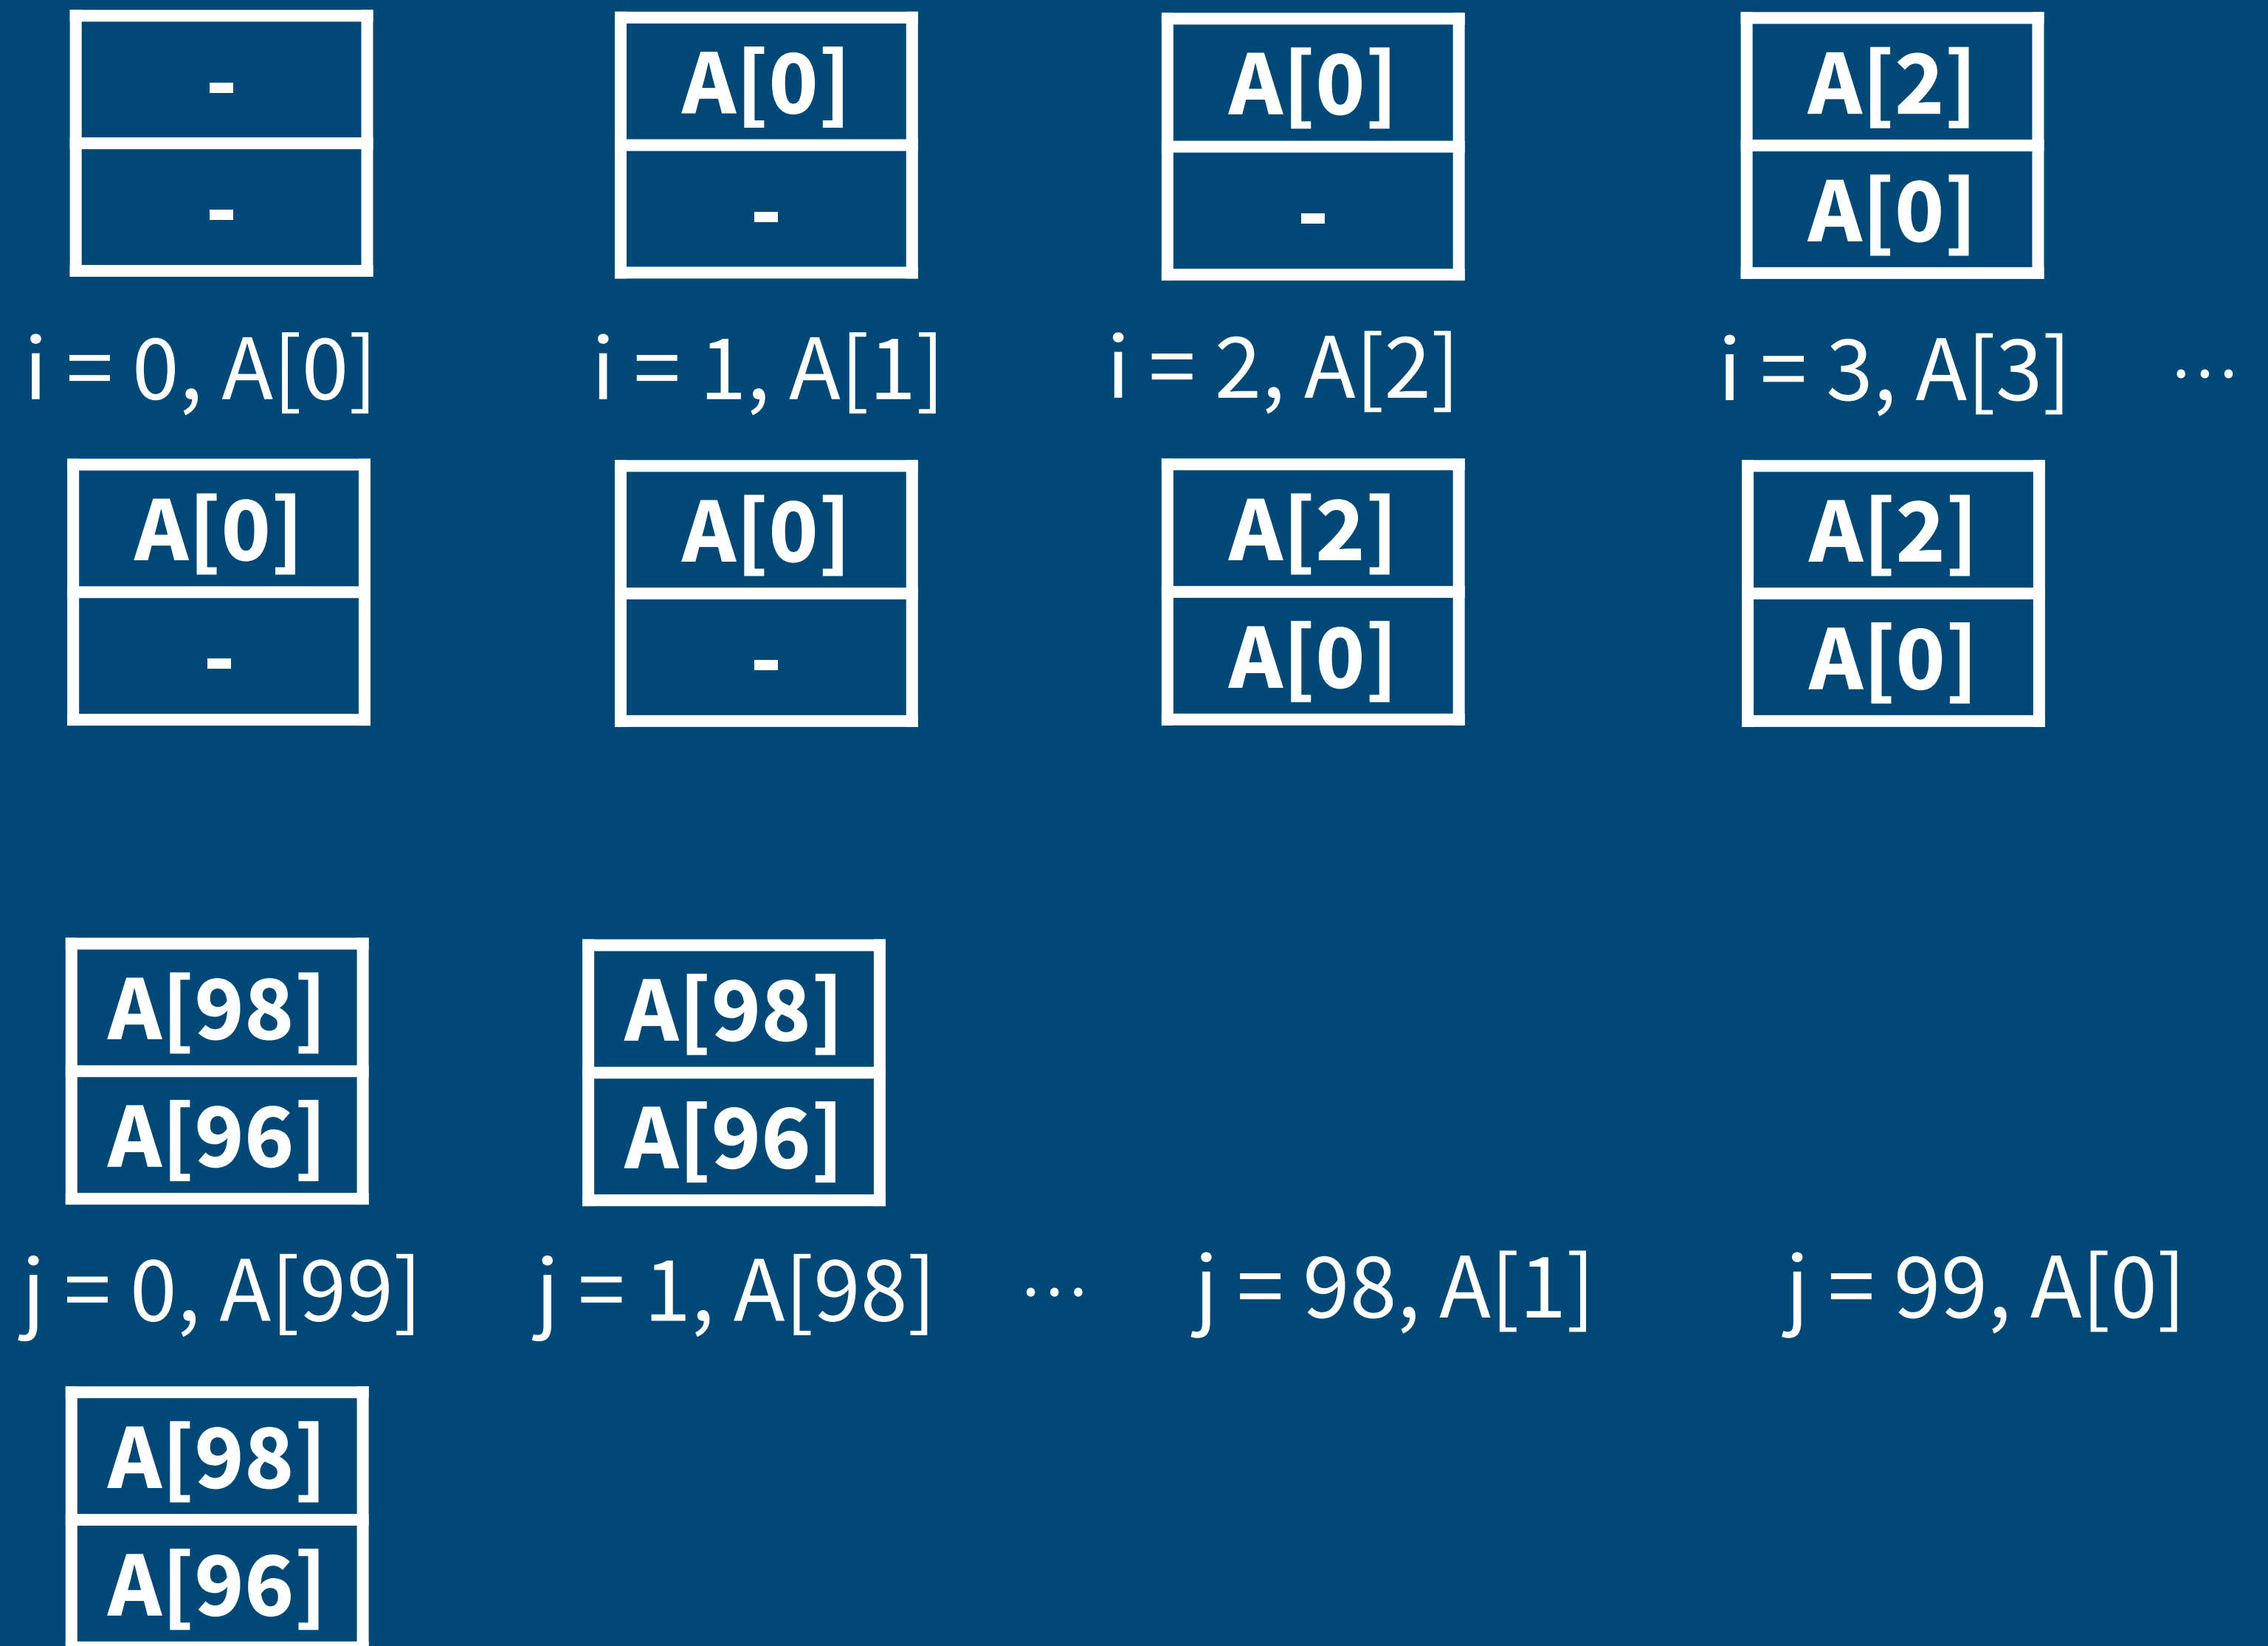 - A[0] A[0] A[2]
- - - A[0]
i = 0, A[0] i = 1, A[1] i = 2, A[2] i = 3, A[3] ...
A[0] A[0] A[2] A[2]
- - A[0] A[0]
A[98] A[98]
A[96] A[96]
j = 0, A[99] j = 1, A[98] ... j = 98, A[1] j = 99, A[0]
A[98]
A[96]